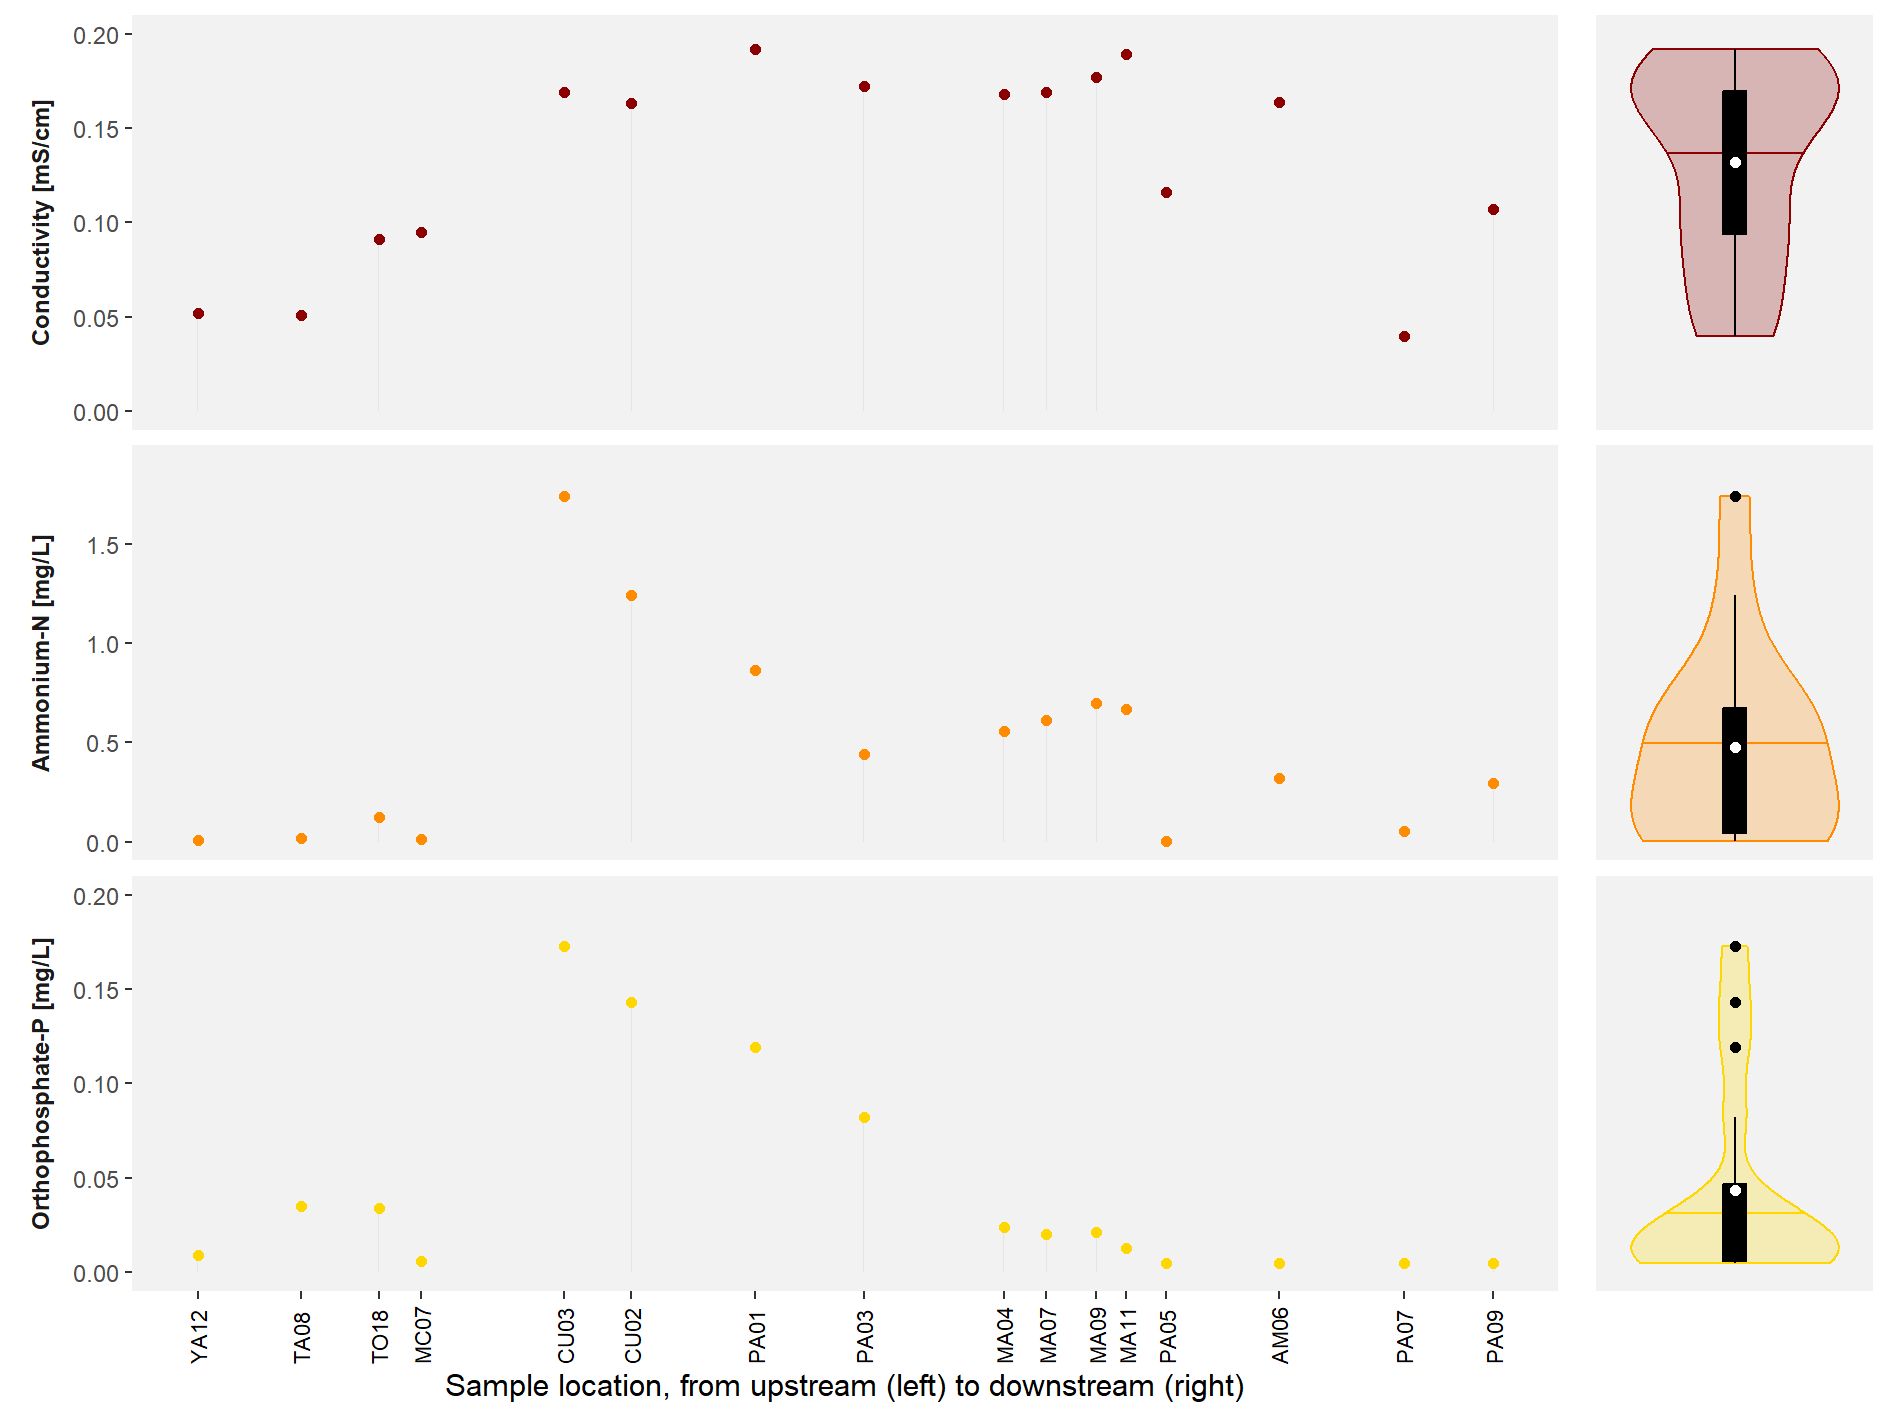 Conductivity [mS/cm]
0.20
0.15
0.10
0.05
0.00
Ammonium-N [mg/L]
1.5
1.0
0.5
0.0
Orthophosphate-P [mg/L]
0.20
0.15
0.10
0.05
0.00
YA12
TA08
TO18
MC07
CU03
CU02
PA01
PA03
MA04
MA07
MA09
MA11
PA05
AM06
PA07
PA09
Sample location, from upstream (left) to downstream (right)